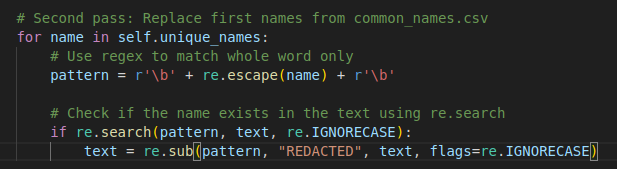 # Second pass: Replace first names from common_names.csv
for name in self.unique_names:
    # Use regex to match whole word only
    pattern = r'\b' + re.escape(name) + r'\b'

    # Check if the name exists in the text using re.search
    if re.search(pattern, text, re.IGNORECASE):
        text = re.sub(pattern, "REDACTED", text, flags=re.IGNORECASE)